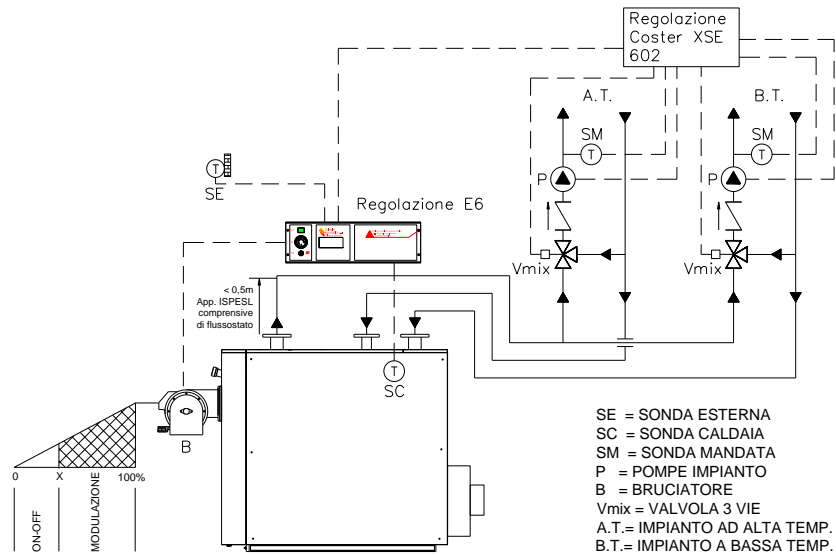 Regolazione
Coster XSE
602
A.T.
B.T.
SM
SM
P
P
SE
Regolazione E6
Vmix
Vmix
< 0,5m
App. ISPESL
comprensive
di flussostato
SC
B
0 X 100%
ON-OFF
MODULAZIONE
T
T
T
T
SE = SONDA ESTERNA
SC = SONDA CALDAIA
SM = SONDA MANDATA
P = POMPE IMPIANTO
B = BRUCIATORE
Vmix = VALVOLA 3 VIE
A.T.= IMPIANTO AD ALTA TEMP.
B.T.= IMPIANTO A BASSA TEMP.